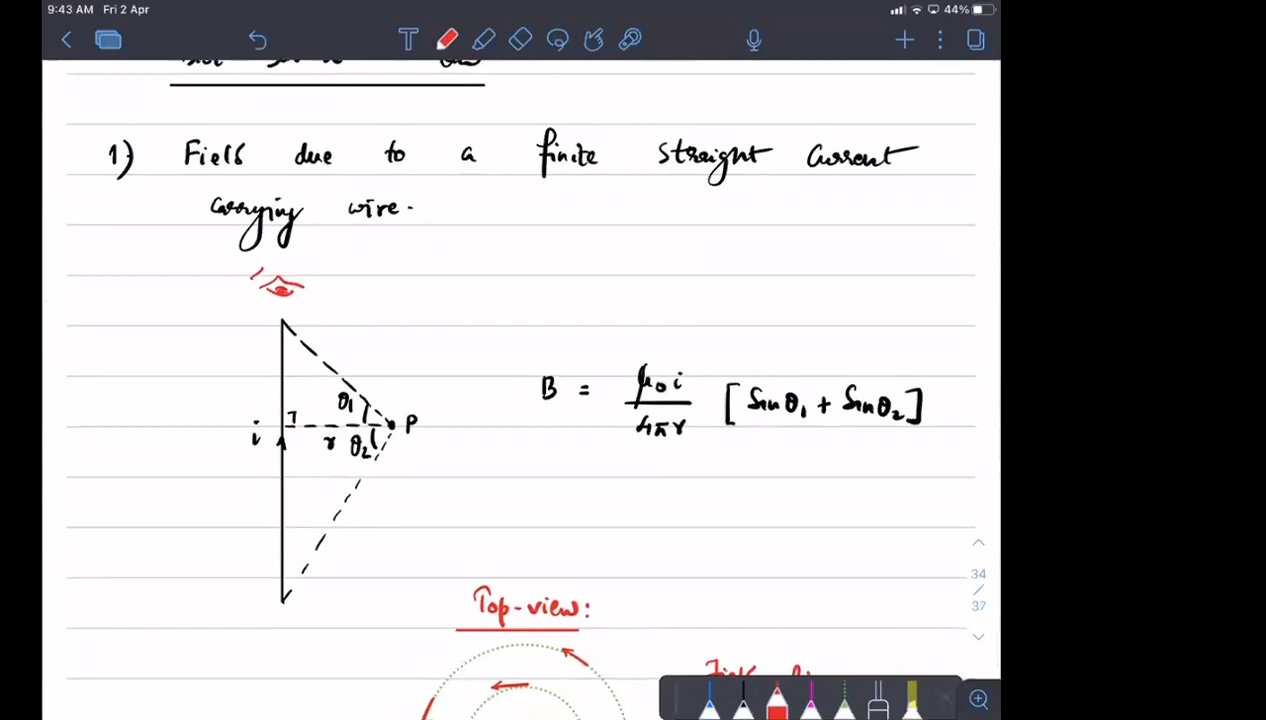 9:43 AM Fri 2 Apr
44%
1) Field due to a finite straight current
carrying wire.
θ₁
i
r
θ₂
P
B = μ₀i / 4πr [Sinθ₁ + Sinθ₂]
34
/
37
Top-view: